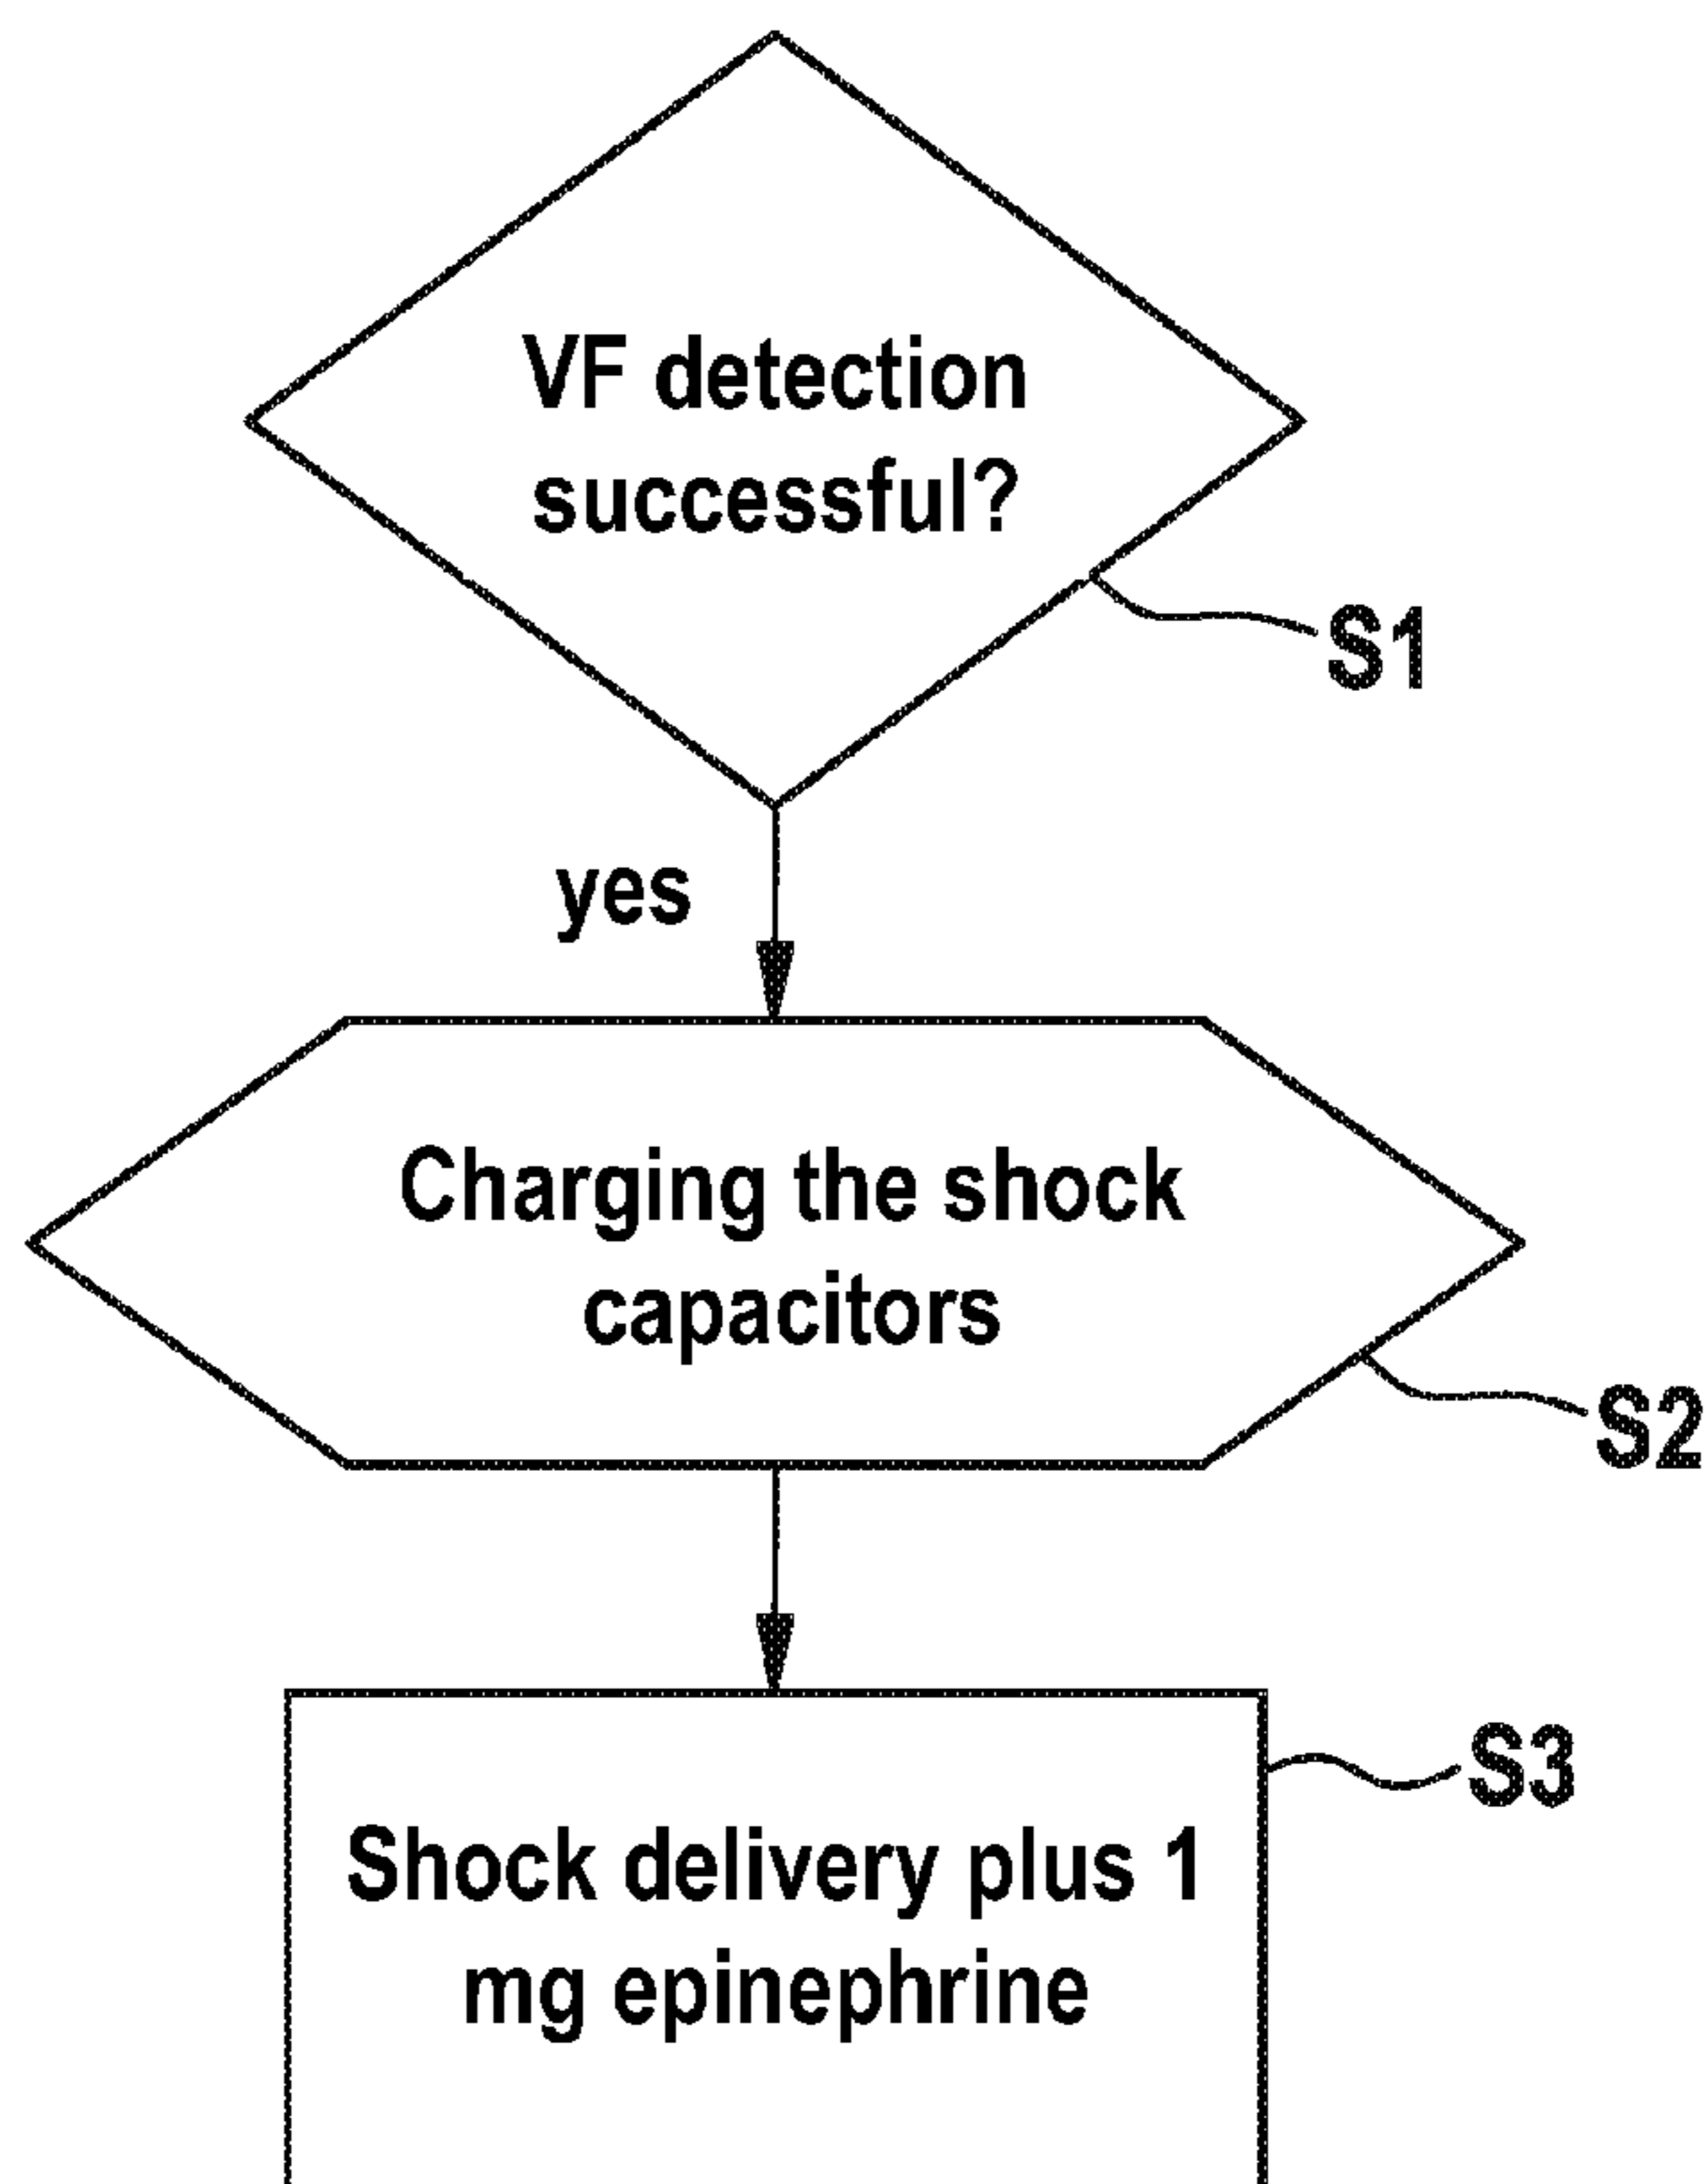 VF detection
successful?
S1
yes
Charging the shock
capacitors
S2
S3
Shock delivery plus 1
mg epinephrine